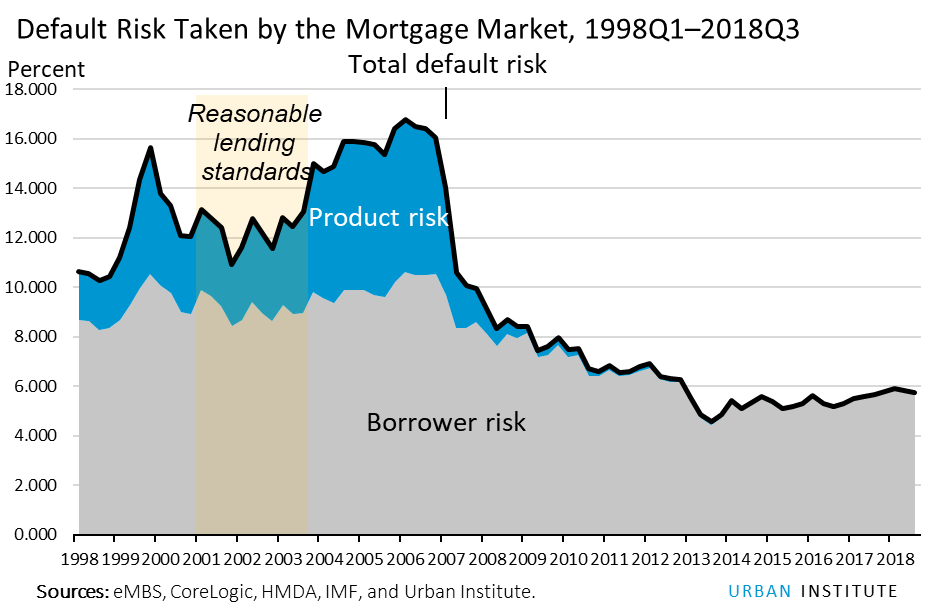 Default Risk Taken by the Mortgage Market, 1998Q1–2018Q3
Percent
Total default risk
18.000
16.000
14.000
12.000
10.000
8.000
6.000
4.000
2.000
0.000
Reasonable
lending
standards
Product risk
Borrower risk
1998 1999 2000 2001 2002 2003 2004 2005 2006 2007 2008 2009 2010 2011 2012 2013 2014 2015 2016 2017 2018
Sources: eMBS, CoreLogic, HMDA, IMF, and Urban Institute.
URBAN INSTITUTE